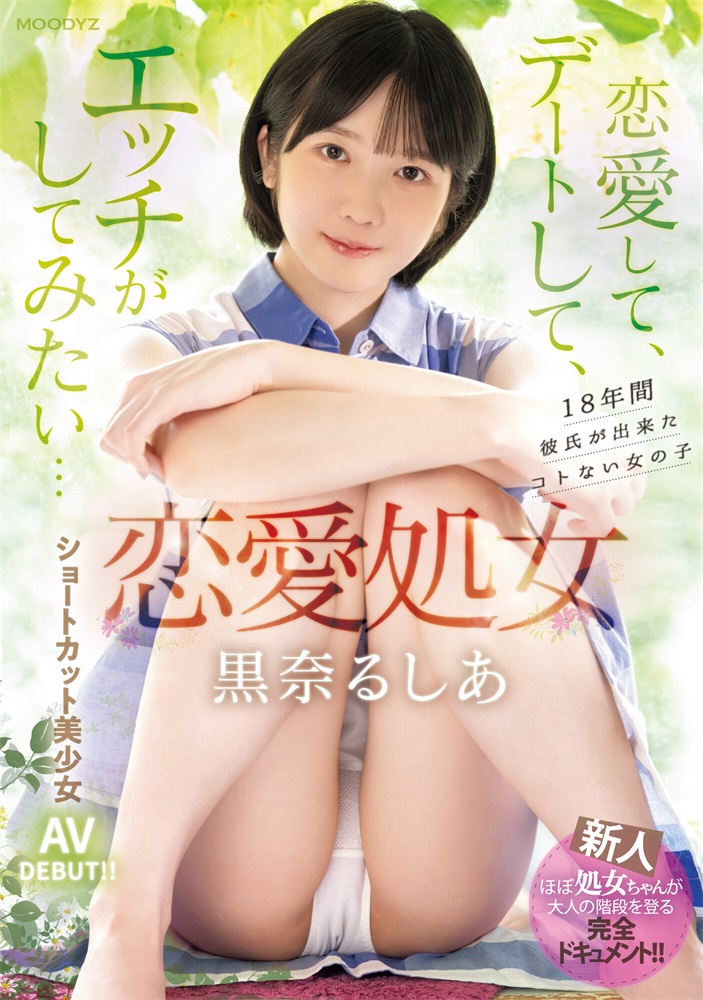 MOODYZ
恋愛して、
デートして、
エッチが
してみたい…
18年間
彼氏が出来た
コトない女の子
恋愛処女
黒奈るしあ
ショートカット美少女
AV
DEBUT!!
新人
ほぼ処女ちゃんが
大人の階段を登る
完全
ドキュメント!!